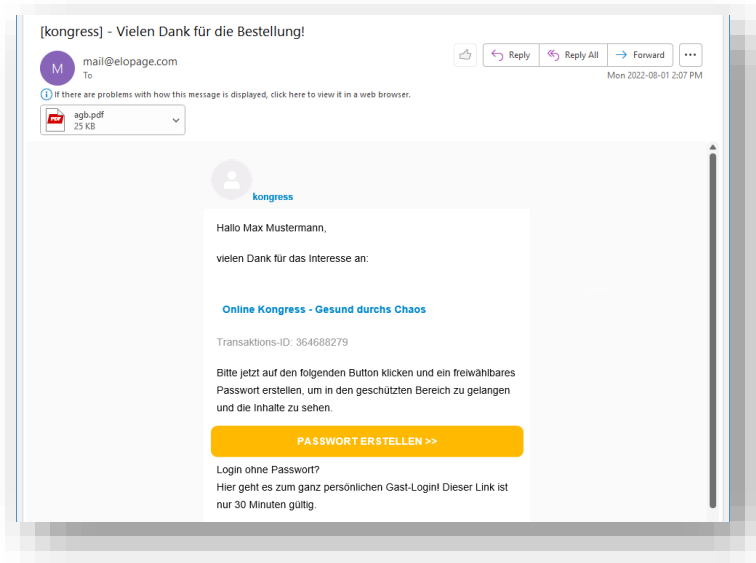 [kongress] - Vielen Dank für die Bestellung!
M
mail@elopage.com
To
Reply
Reply All
Forward
Mon 2022-08-01 2:07 PM
If there are problems with how this message is displayed, click here to view it in a web browser.
PDF
agb.pdf
25 KB
kongress
Hallo Max Mustermann,
vielen Dank für das Interesse an:
Online Kongress - Gesund durchs Chaos
Transaktions-ID: 364688279
Bitte jetzt auf den folgenden Button klicken und ein freiwählbares
Passwort erstellen, um in den geschützten Bereich zu gelangen
und die Inhalte zu sehen.
PASSWORT ERSTELLEN >>
Login ohne Passwort?
Hier geht es zum ganz persönlichen Gast-Login! Dieser Link ist
nur 30 Minuten gültig.